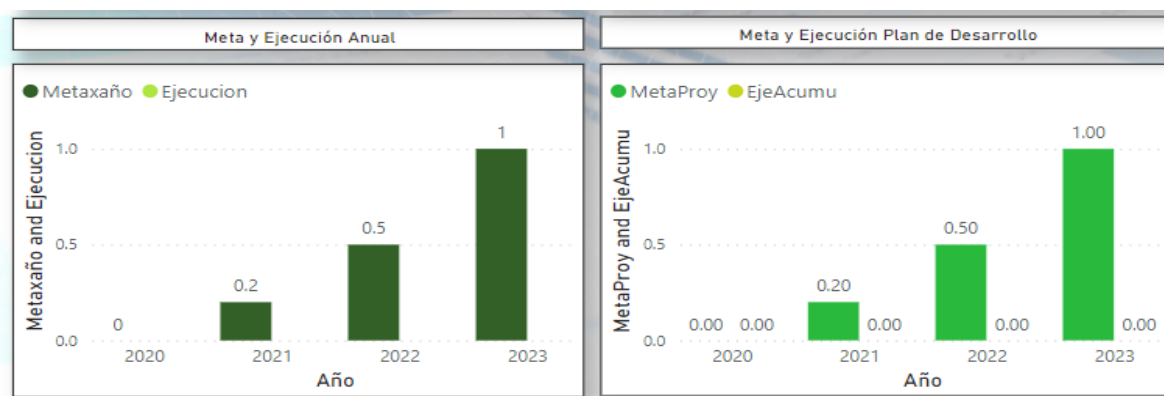 Meta y Ejecución Anual
Metaxaño Ejecucion
Metaxaño and Ejecucion
1.0
0.5
0.0
0
0.2
0.5
1
2020 2021 2022 2023
Año
Meta y Ejecución Plan de Desarrollo
MetaProy EjeAcumu
MetaProy and EjeAcumu
1.0
0.5
0.0
0.00 0.00
0.20 0.00
0.50 0.00
1.00 0.00
2020 2021 2022 2023
Año